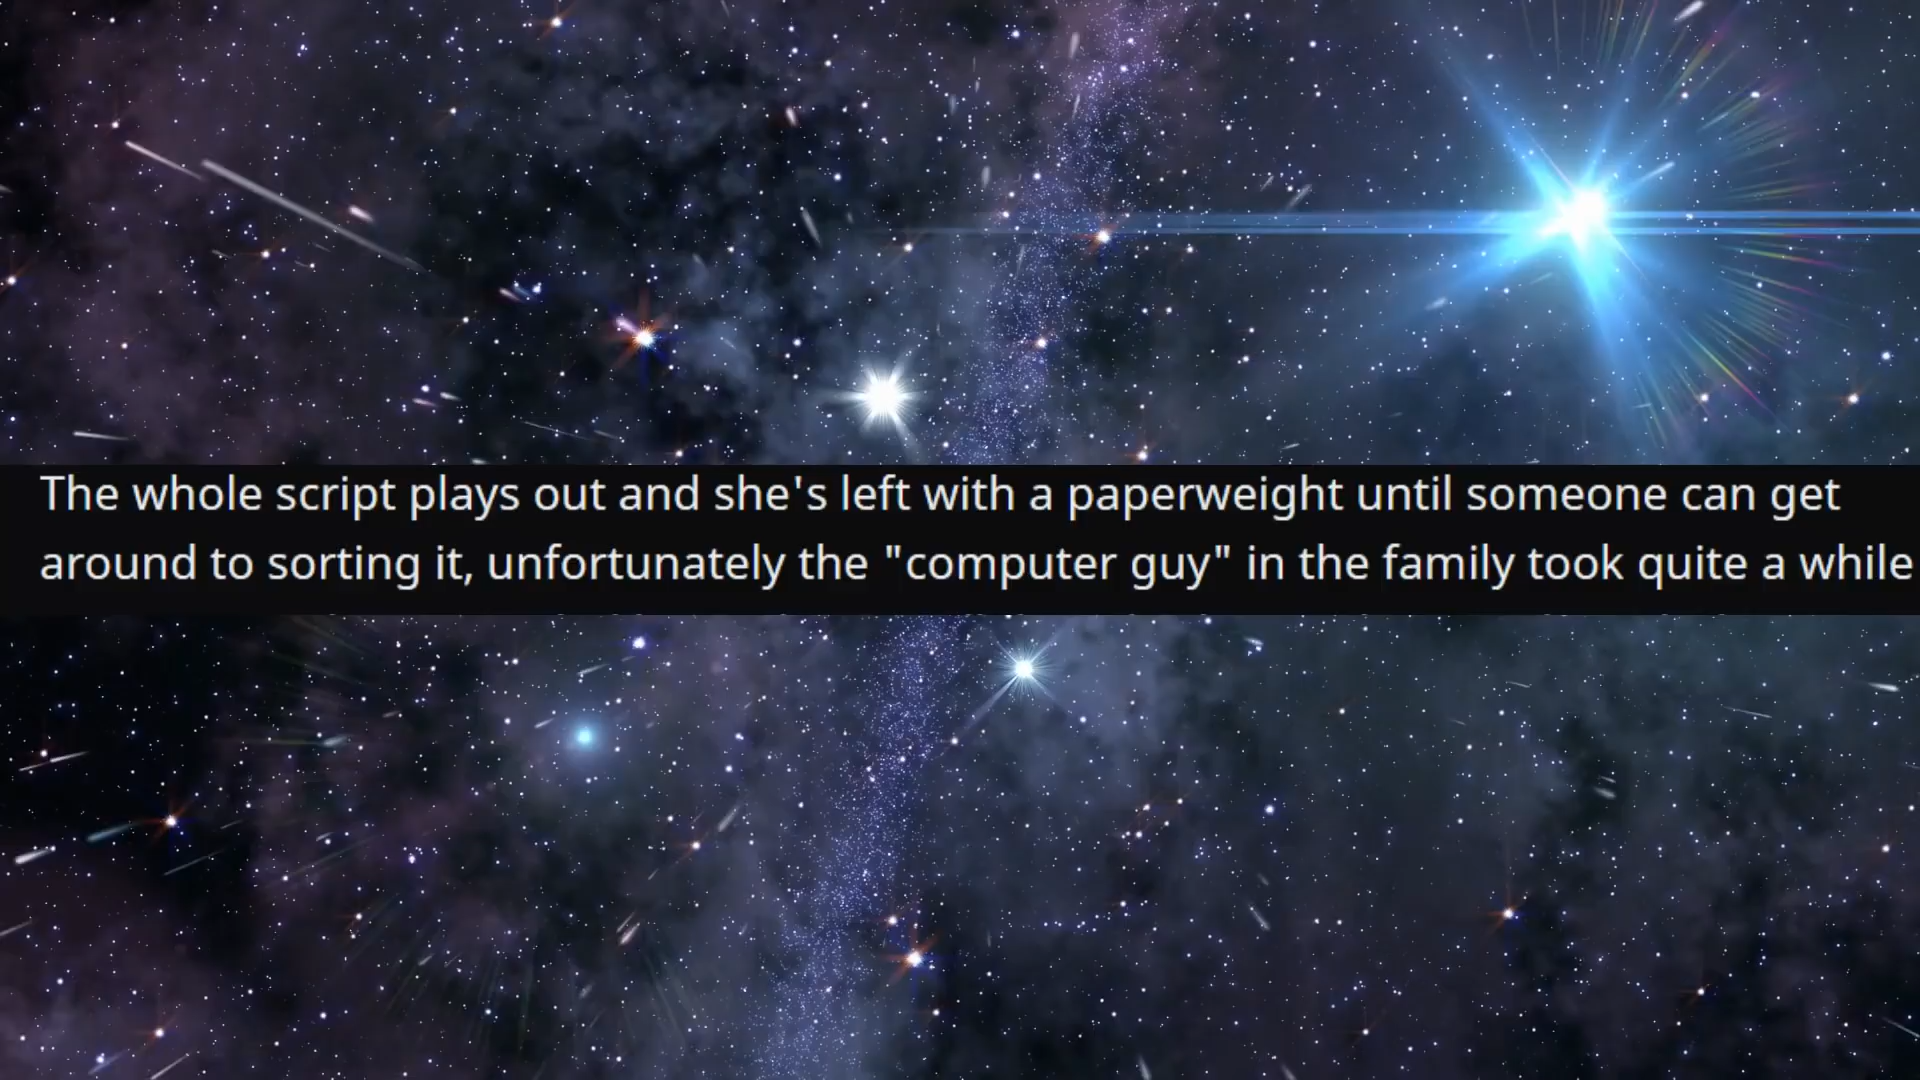 The whole script plays out and she's left with a paperweight until someone can get
around to sorting it, unfortunately the "computer guy" in the family took quite a while